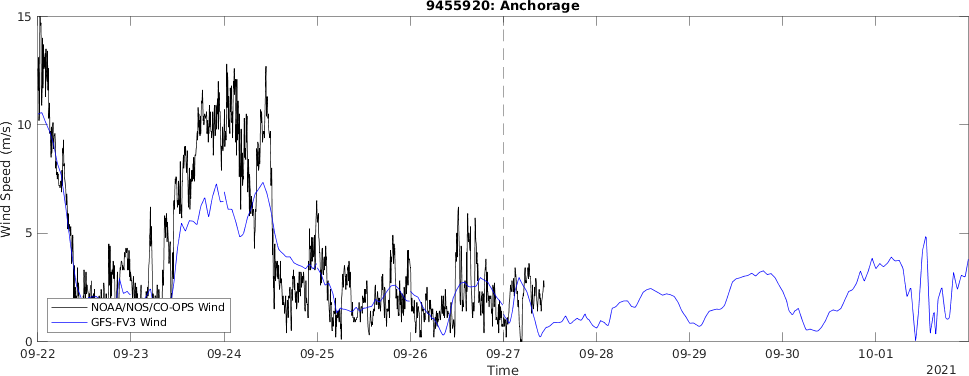 9455920: Anchorage
15
10
5
0
Wind Speed (m/s)
NOAA/NOS/CO-OPS Wind
GFS-FV3 Wind
09-22 09-23 09-24 09-25 09-26 09-27 09-28 09-29 09-30 10-01
Time
2021